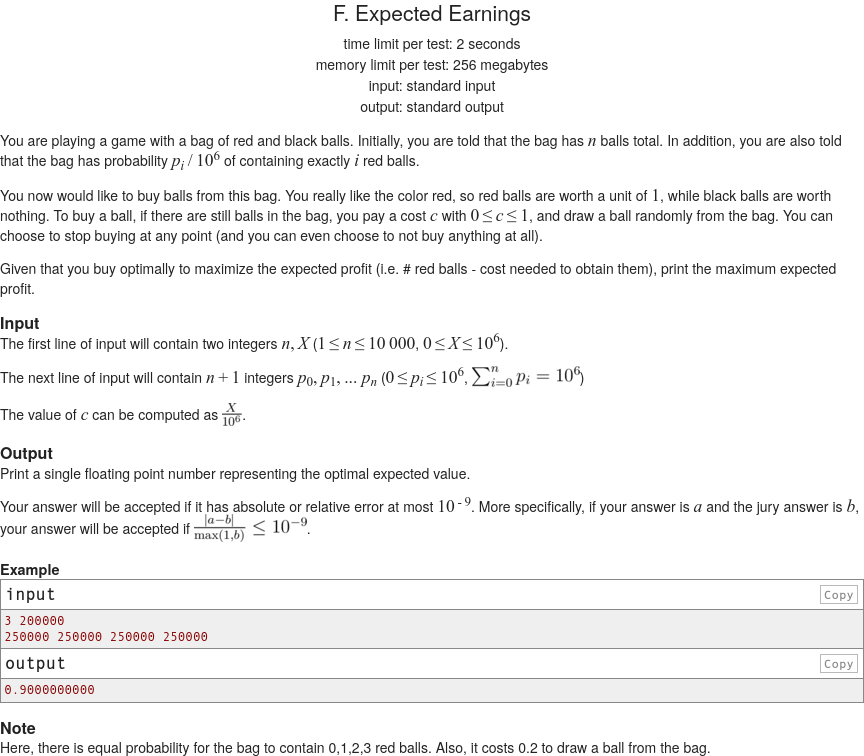 F. Expected Earnings
time limit per test: 2 seconds
memory limit per test: 256 megabytes
input: standard input
output: standard output
You are playing a game with a bag of red and black balls. Initially, you are told that the bag has n balls total. In addition, you are also told
that the bag has probability p_i / 10^6 of containing exactly i red balls.
You now would like to buy balls from this bag. You really like the color red, so red balls are worth a unit of 1, while black balls are worth
nothing. To buy a ball, if there are still balls in the bag, you pay a cost c with 0 ≤ c ≤ 1, and draw a ball randomly from the bag. You can
choose to stop buying at any point (and you can even choose to not buy anything at all).
Given that you buy optimally to maximize the expected profit (i.e. # red balls - cost needed to obtain them), print the maximum expected
profit.
Input
The first line of input will contain two integers n, X (1 ≤ n ≤ 10 000, 0 ≤ X ≤ 10^6).
The next line of input will contain n + 1 integers p_0, p_1, ... p_n (0 ≤ p_i ≤ 10^6, ∑_{i=0}^{n} p_i = 10^6)
The value of c can be computed as X/10^6.
Output
Print a single floating point number representing the optimal expected value.
Your answer will be accepted if it has absolute or relative error at most 10^-9. More specifically, if your answer is a and the jury answer is b,
your answer will be accepted if |a−b|/max(1,b) ≤ 10^−9.
Example
input Copy
3 200000
250000 250000 250000 250000
output Copy
0.9000000000
Note
Here, there is equal probability for the bag to contain 0,1,2,3 red balls. Also, it costs 0.2 to draw a ball from the bag.